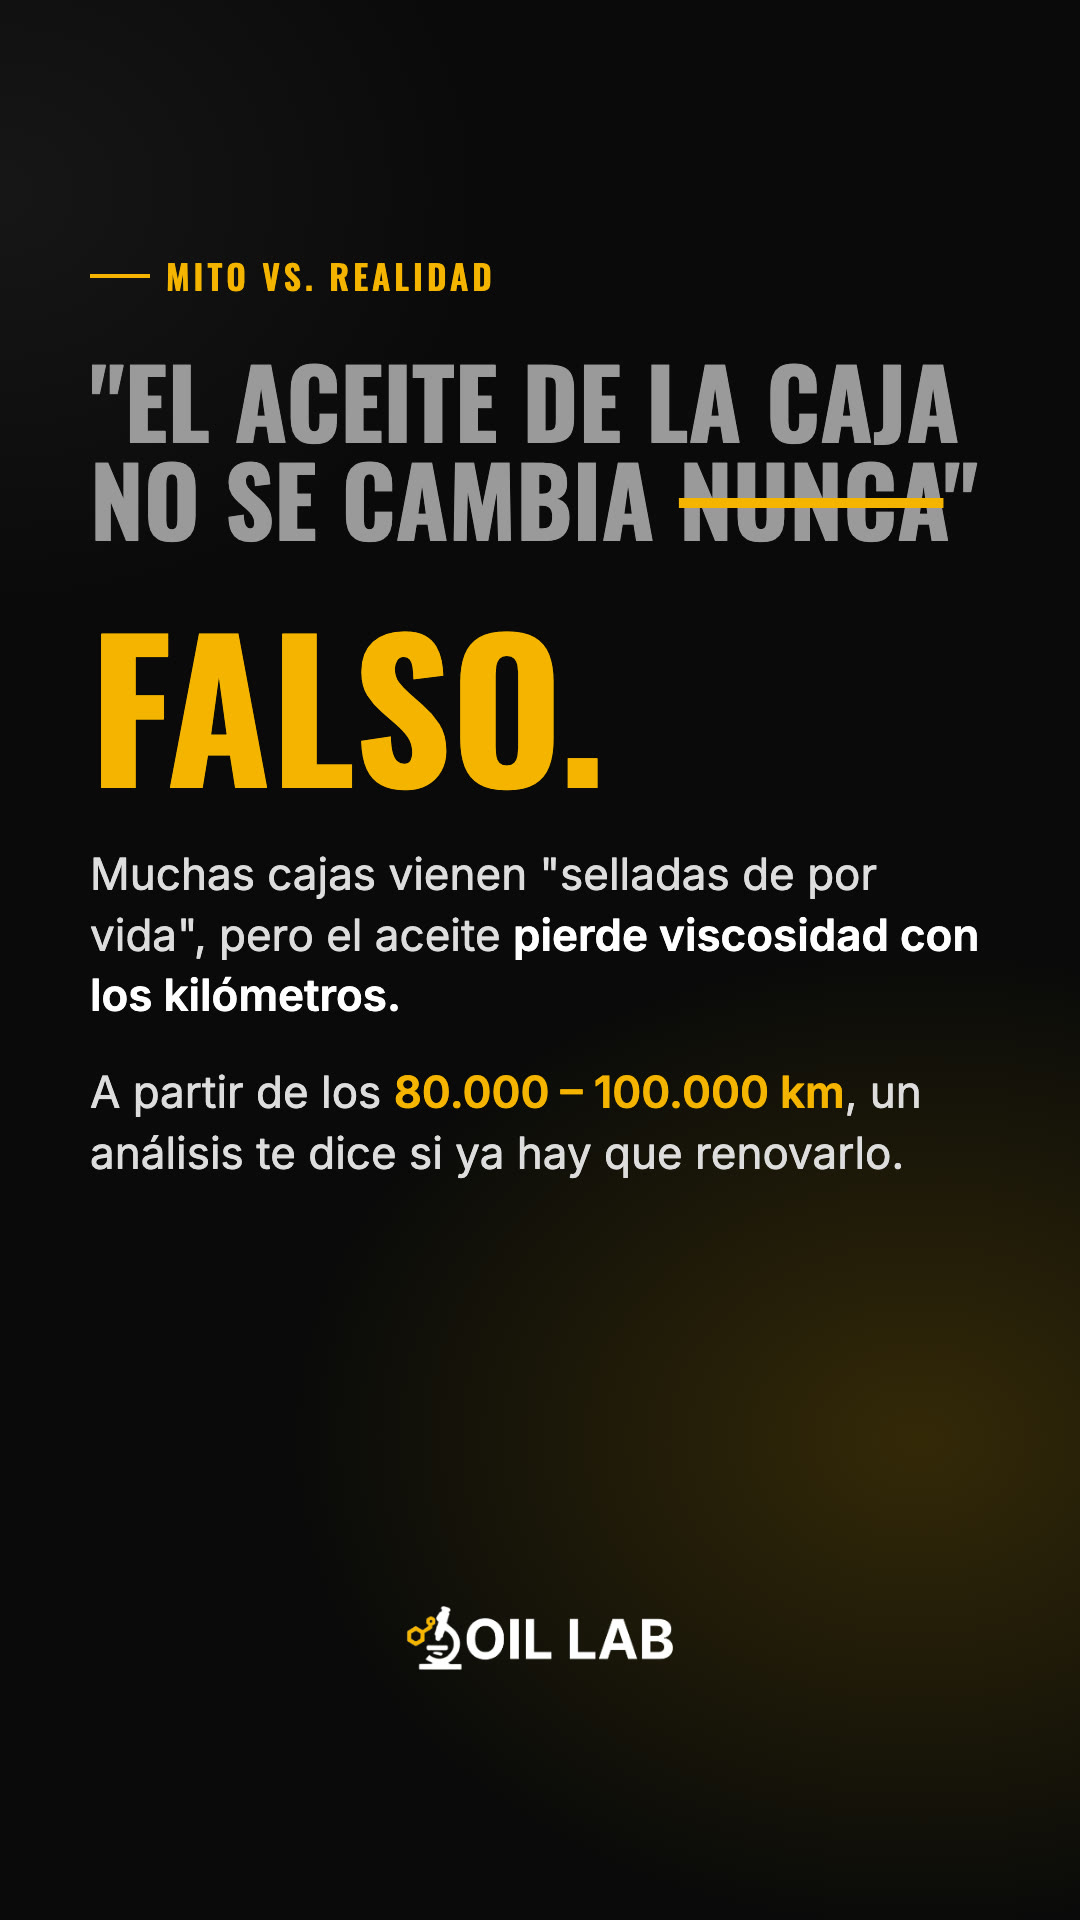 MITO VS. REALIDAD
"EL ACEITE DE LA CAJA
NO SE CAMBIA NUNCA"
FALSO.
Muchas cajas vienen "selladas de por
vida", pero el aceite pierde viscosidad con
los kilómetros.
A partir de los 80.000 – 100.000 km, un
análisis te dice si ya hay que renovarlo.
OIL LAB